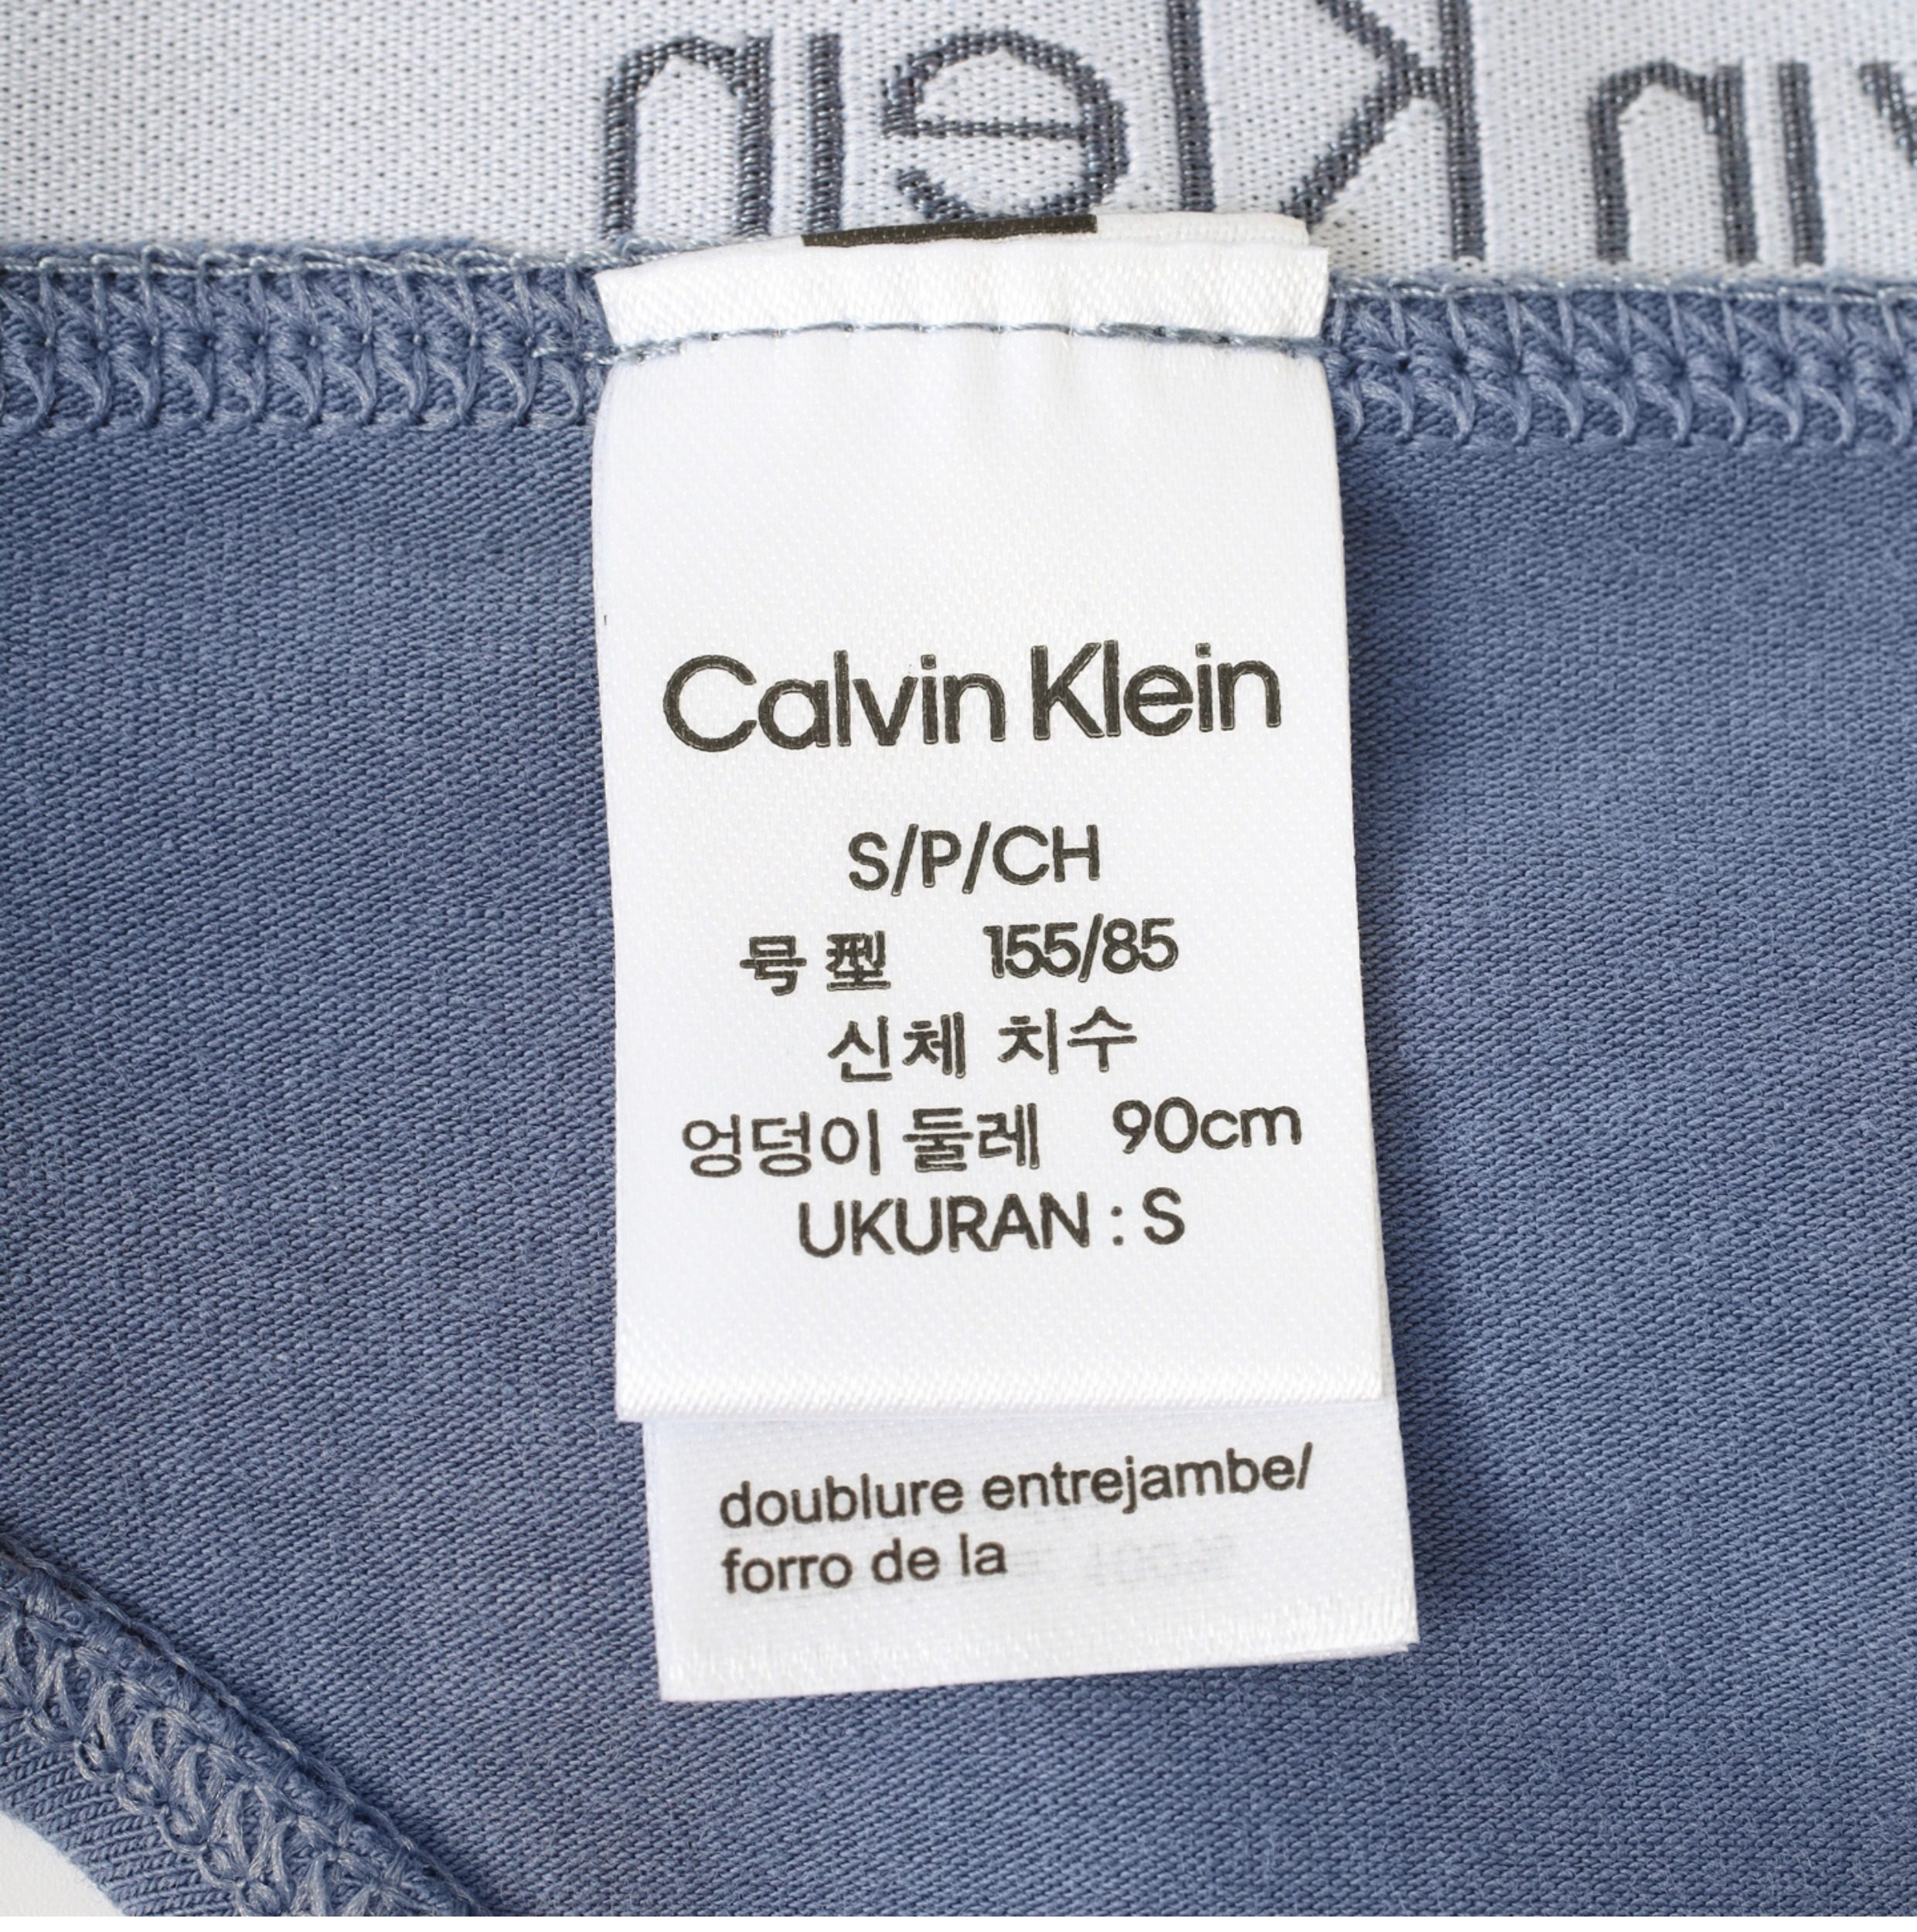 Calvin Klein
S/P/CH
号型 155/85
신체 치수
엉덩이 둘레 90cm
UKURAN : S
doublure entrejambe/
forro de la